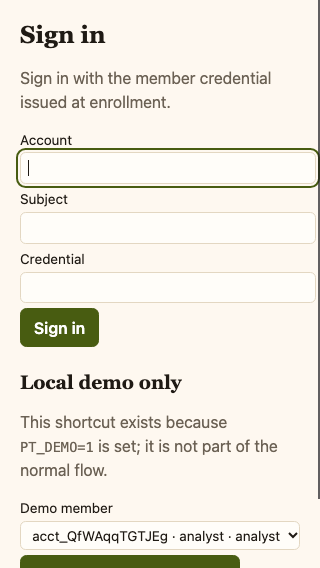 Sign in
Sign in with the member credential
issued at enrollment.
Account
Subject
Credential
Sign in
Local demo only
This shortcut exists because
PT_DEMO=1 is set; it is not part of the
normal flow.
Demo member
acct_QfWAqqTGTJEg · analyst · analyst